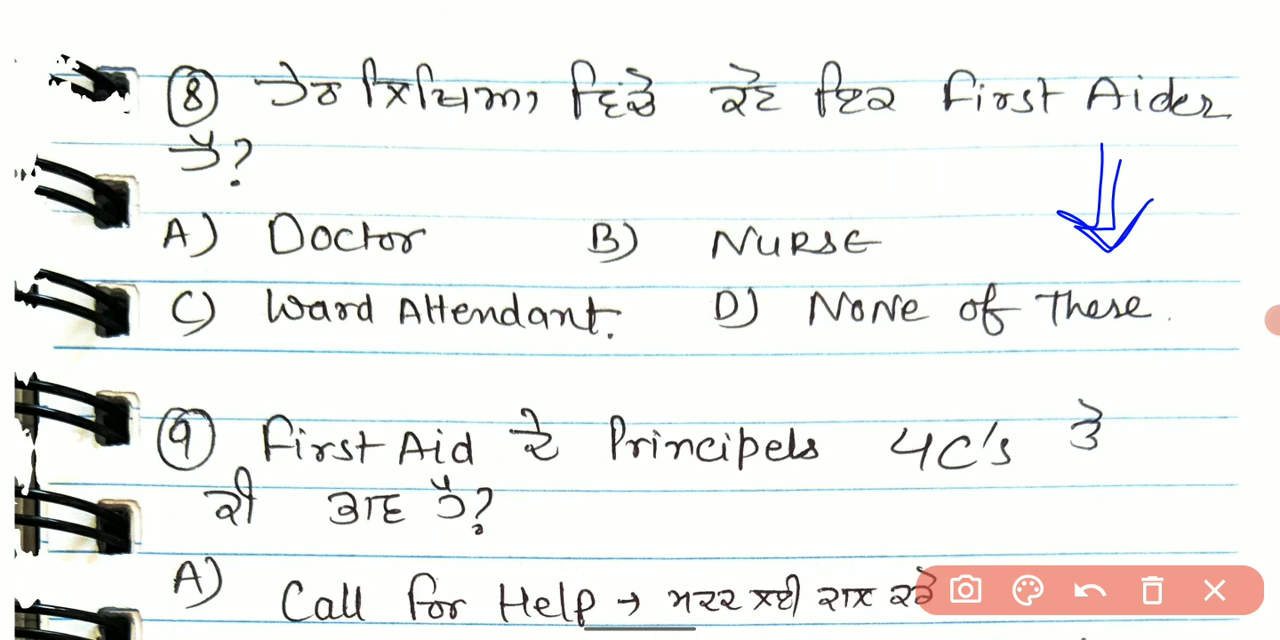 8 ਹੇਠ ਲਿਖਿਆਂ ਵਿੱਚੋਂ ਕੌਣ ਇੱਕ First Aider
ਹੈ?
A) Doctor B) NURSE
C) Ward Attendant. D) NoNe of These.
9 First Aid ਦੇ Principels 4C's ਤੋਂ
ਕੀ ਭਾਵ ਹੈ?
A) Call for Help → ਮਦਦ ਲਈ ਕਾਲ ਕਰੋ